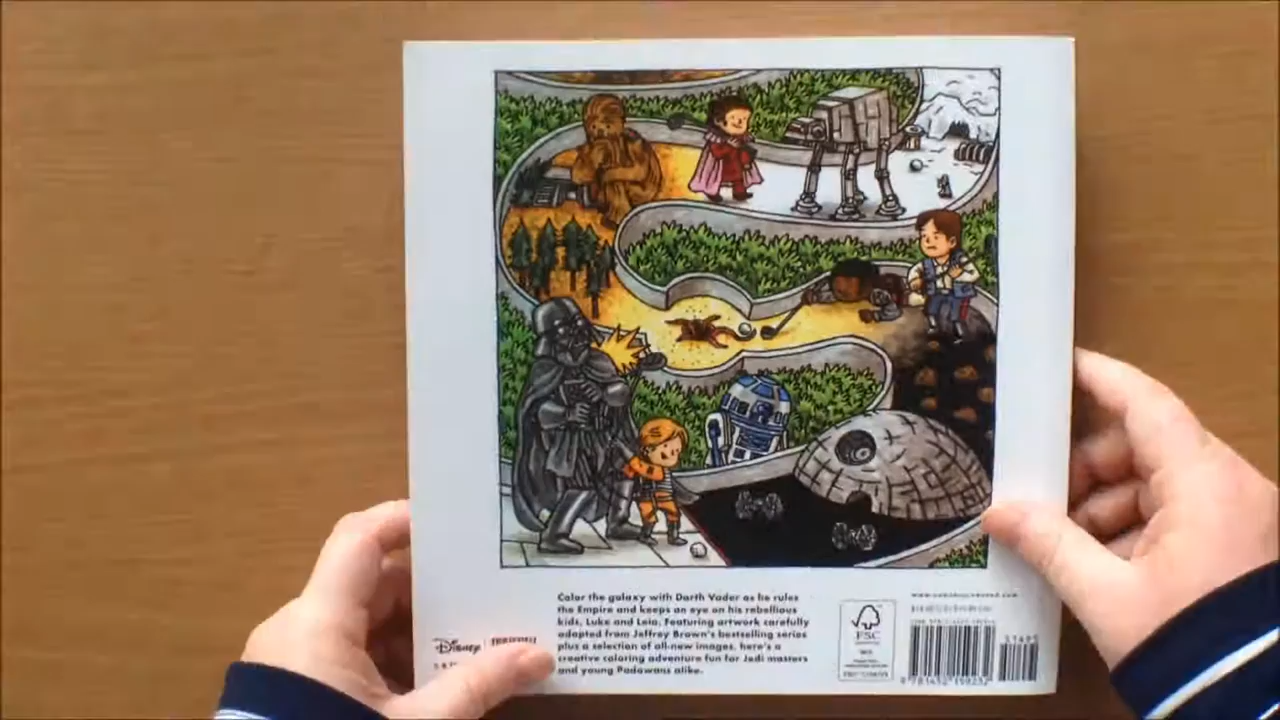 Color the galaxy with Darth Vader as he rules
the Empire and keeps an eye on his rebellious
kids, Luke and Leia. Featuring artwork carefully
adapted from Jeffrey Brown's bestselling series
plus a selection of all-new images, here's a
creative coloring adventure fun for Jedi masters
and young Padawans alike.
Disney
FSC